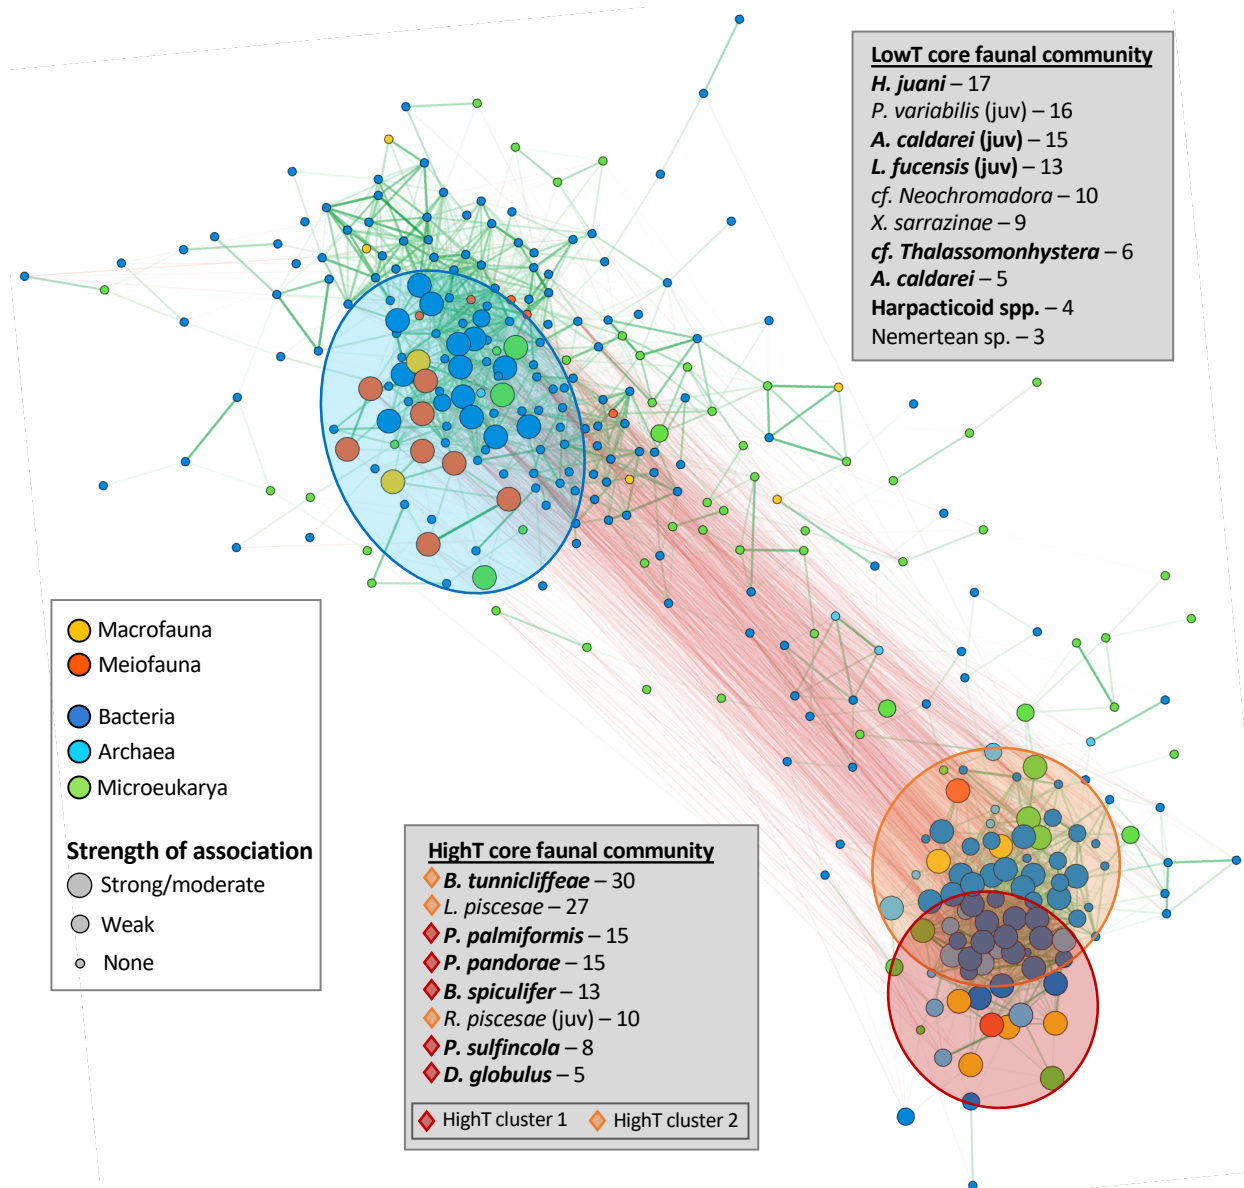 LowT core faunal community
H. juani – 17
P. variabilis (juv) – 16
A. caldarei (juv) – 15
L. fucensis (juv) – 13
cf. Neochromadora – 10
X. sarrazinae – 9
cf. Thalassomonhystera – 6
A. caldarei – 5
Harpacticoid spp. – 4
Nemertean sp. – 3
Macrofauna
Meiofauna
Bacteria
Archaea
Microeukarya
Strength of association
Strong/moderate
Weak
None
HighT core faunal community
B. tunnicliffeae – 30
L. piscesae – 27
P. palmiformis – 15
P. pandorae – 15
B. spiculifer – 13
R. piscesae (juv) – 10
P. sulfincola – 8
D. globulus – 5
HighT cluster 1 HighT cluster 2